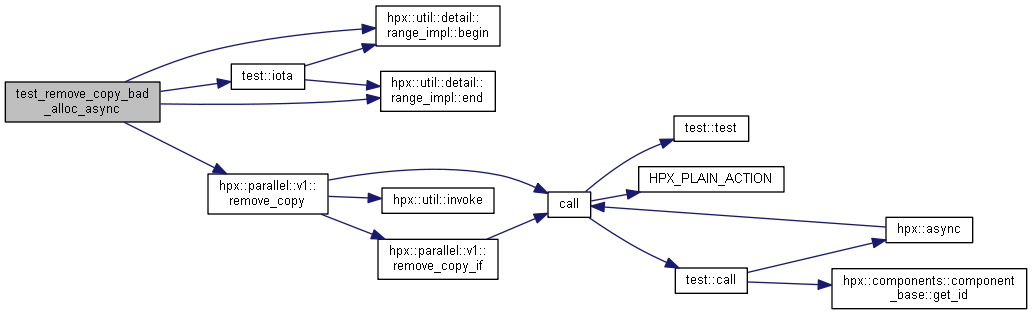 test_remove_copy_bad
_alloc_async
hpx::util::detail::
range_impl::begin
test::iota
hpx::util::detail::
range_impl::end
hpx::parallel::v1::
remove_copy
hpx::util::invoke
hpx::parallel::v1::
remove_copy_if
call
test::test
HPX_PLAIN_ACTION
test::call
hpx::async
hpx::components::component
_base::get_id